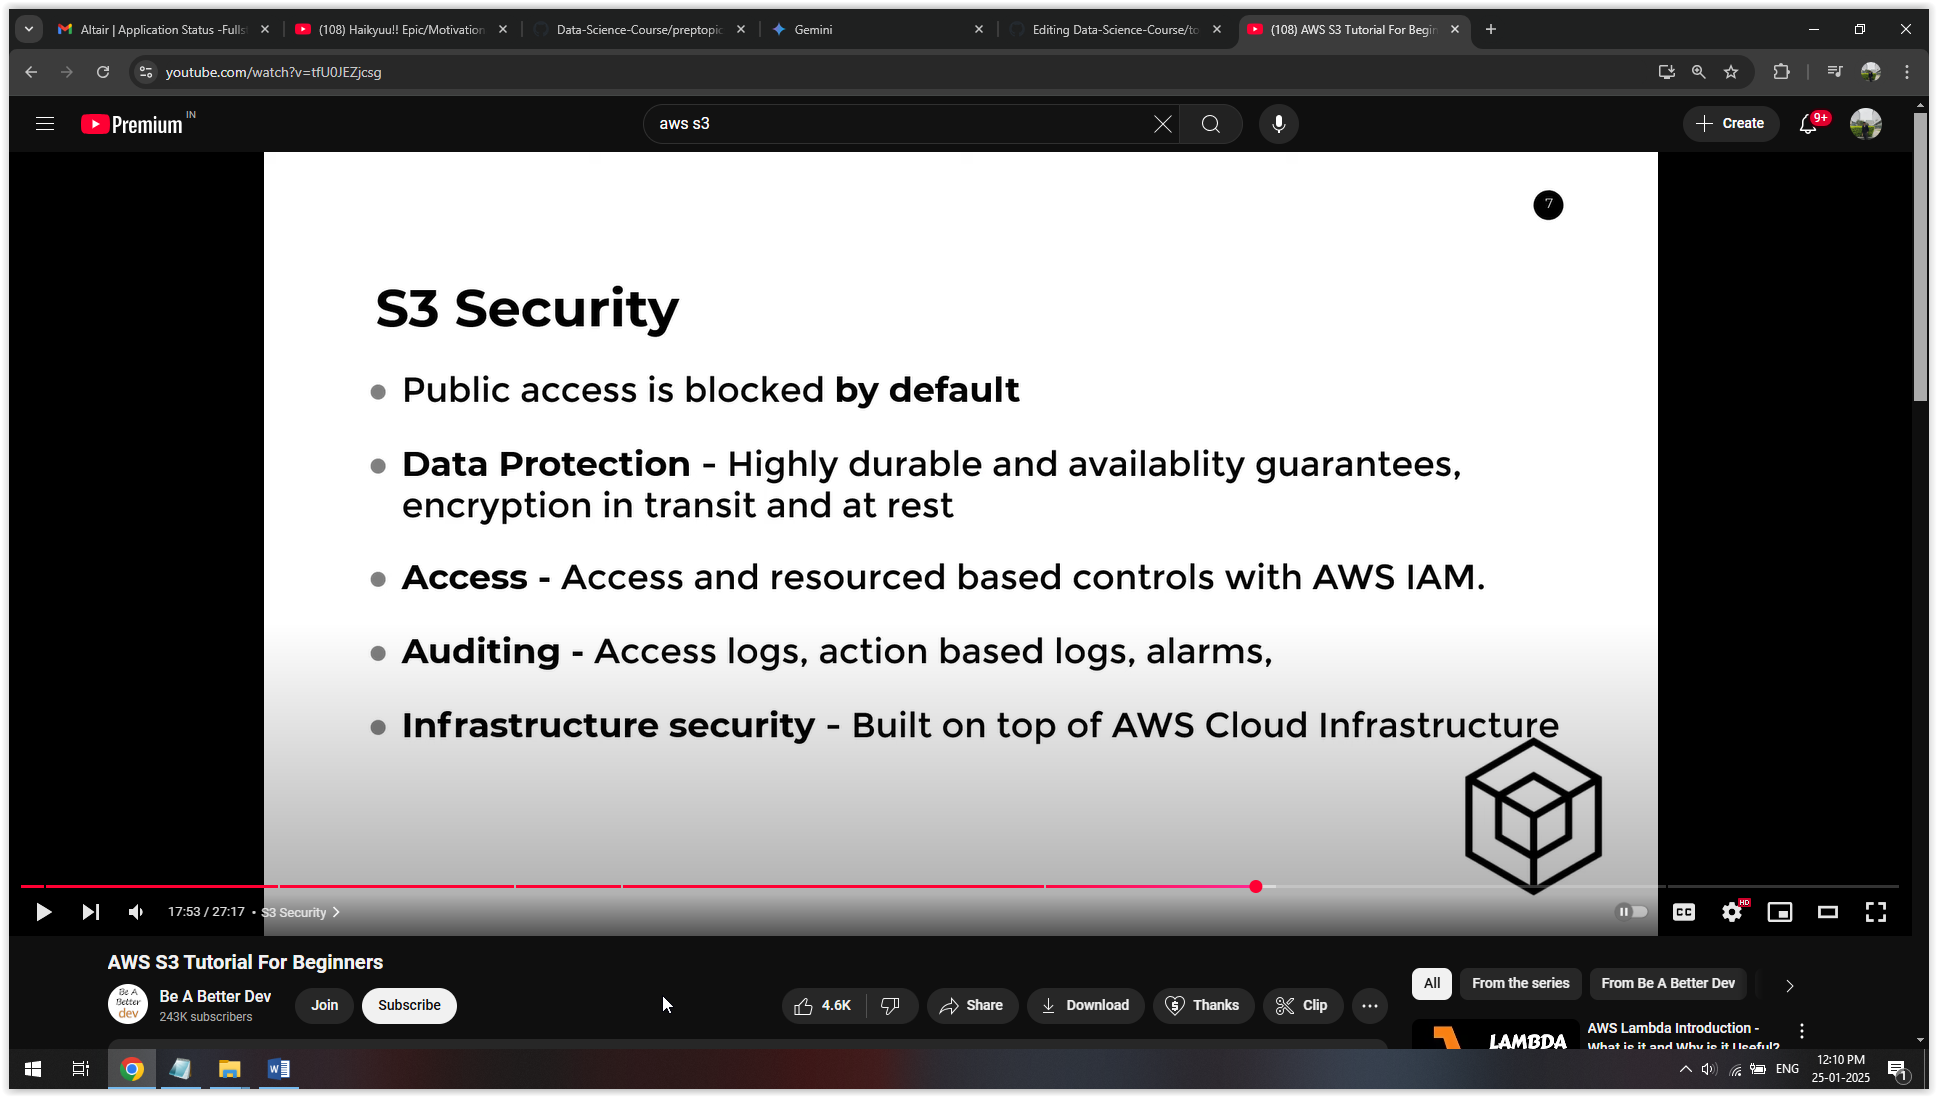 Altair | Application Status -Fulls
(108) Haikyuu!! Epic/Motivation
Data-Science-Course/preptopic
Gemini
Editing Data-Science-Course/to
(108) AWS S3 Tutorial For Begin
youtube.com/watch?v=tfU0JEZjcsg
Premium IN
aws s3
Create
9+
7
S3 Security
Public access is blocked by default
Data Protection - Highly durable and availablity guarantees,
encryption in transit and at rest
Access - Access and resourced based controls with AWS IAM.
Auditing - Access logs, action based logs, alarms,
Infrastructure security - Built on top of AWS Cloud Infrastructure
17:53 / 27:17 • S3 Security
CC
HD
AWS S3 Tutorial For Beginners
Be A
Better
dev
Be A Better Dev
243K subscribers
Join
Subscribe
4.6K
Share
Download
Thanks
Clip
All
From the series
From Be A Better Dev
LAMBDA
AWS Lambda Introduction -
What is it and Why is it Useful?
W
ENG
12:10 PM
25-01-2025
1